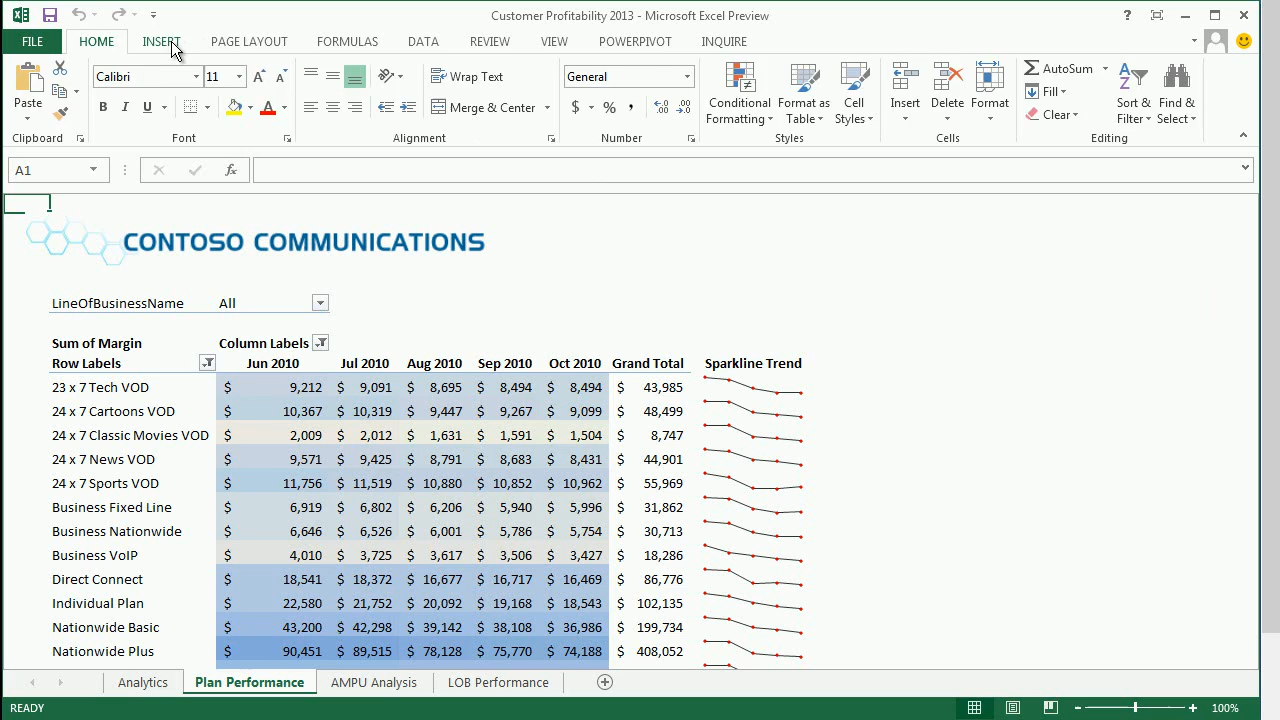 Customer Profitability 2013 - Microsoft Excel Preview
FILE HOME INSERT PAGE LAYOUT FORMULAS DATA REVIEW VIEW POWERPIVOT INQUIRE
Paste
Calibri 11
B I U A
Wrap Text
Merge & Center
General
$ % ,
Conditional Formatting
Format as Table
Cell Styles
Insert Delete Format
AutoSum
Fill
Clear
Sort & Filter
Find & Select
Clipboard Font Alignment Number Styles Cells Editing
A1 fx
CONTOSO COMMUNICATIONS
LineOfBusinessName All
Sum of Margin Column Labels
Row Labels Jun 2010 Jul 2010 Aug 2010 Sep 2010 Oct 2010 Grand Total Sparkline Trend
23 x 7 Tech VOD $ 9,212 $ 9,091 $ 8,695 $ 8,494 $ 8,494 $ 43,985
24 x 7 Cartoons VOD $ 10,367 $ 10,319 $ 9,447 $ 9,267 $ 9,099 $ 48,499
24 x 7 Classic Movies VOD $ 2,009 $ 2,012 $ 1,631 $ 1,591 $ 1,504 $ 8,747
24 x 7 News VOD $ 9,571 $ 9,425 $ 8,791 $ 8,683 $ 8,431 $ 44,901
24 x 7 Sports VOD $ 11,756 $ 11,519 $ 10,880 $ 10,852 $ 10,962 $ 55,969
Business Fixed Line $ 6,919 $ 6,802 $ 6,206 $ 5,940 $ 5,996 $ 31,862
Business Nationwide $ 6,646 $ 6,526 $ 6,001 $ 5,786 $ 5,754 $ 30,713
Business VoIP $ 4,010 $ 3,725 $ 3,617 $ 3,506 $ 3,427 $ 18,286
Direct Connect $ 18,541 $ 18,372 $ 16,677 $ 16,717 $ 16,469 $ 86,776
Individual Plan $ 22,580 $ 21,752 $ 20,092 $ 19,168 $ 18,543 $ 102,135
Nationwide Basic $ 43,200 $ 42,298 $ 39,142 $ 38,108 $ 36,986 $ 199,734
Nationwide Plus $ 90,451 $ 89,515 $ 78,128 $ 75,770 $ 74,188 $ 408,052
Analytics Plan Performance AMPU Analysis LOB Performance
READY 100%